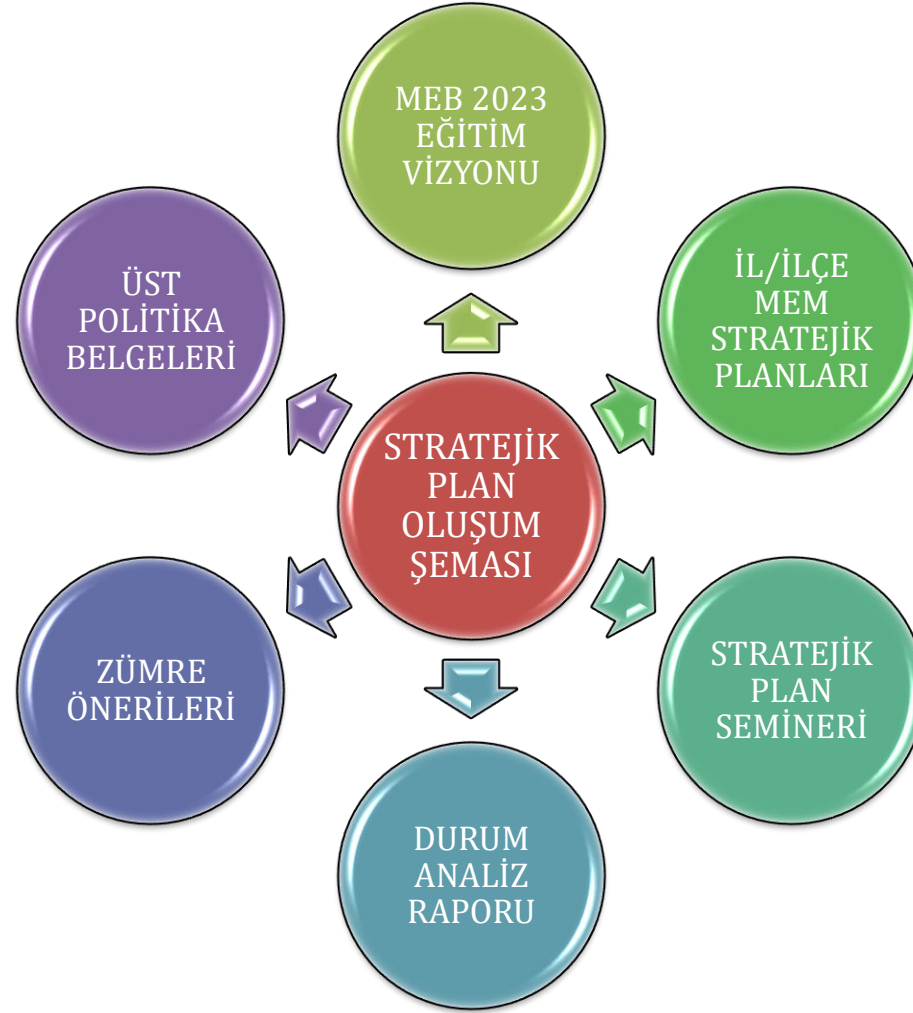 MEB 2023
EĞİTİM
VİZYONU
ÜST
POLİTİKA
BELGELERİ
İL/İLÇE
MEM
STRATEJİK
PLANLARI
STRATEJİK
PLAN
OLUŞUM
ŞEMASI
ZÜMRE
ÖNERİLERİ
STRATEJİK
PLAN
SEMİNERİ
DURUM
ANALİZ
RAPORU